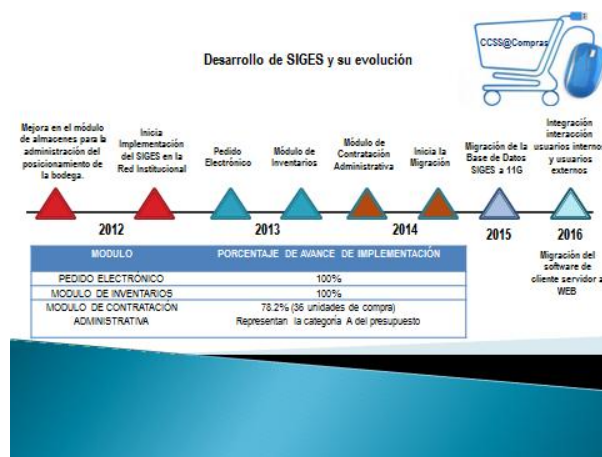 CCSS@Compras
Desarrollo de SIGES y su evolución
Mejora en el módulo
de almacenes para la
administración del
posicionamiento de
la bodega.
Inicia
Implementación
del SIGES en la
Red Institucional
Pedido
Electrónico
Módulo de
Inventarios
Módulo de
Contratación
Administrativa
Inicia la
Migración
Migración de la
Base de Datos
SIGES a 11G
Integración
interacción
usuarios interno
y usuarios
externos
2012
2013
2014
2015
2016
Migración del
software de
cliente servidor a
WEB
MODULO
PORCENTAJE DE AVANCE DE IMPLEMENTACIÓN
PEDIDO ELECTRÓNICO
100%
MODULO DE INVENTARIOS
100%
MODULO DE CONTRATACIÓN
ADMINISTRATIVA
78.2% (36 unidades de compra)
Representan la categoría A del presupuesto